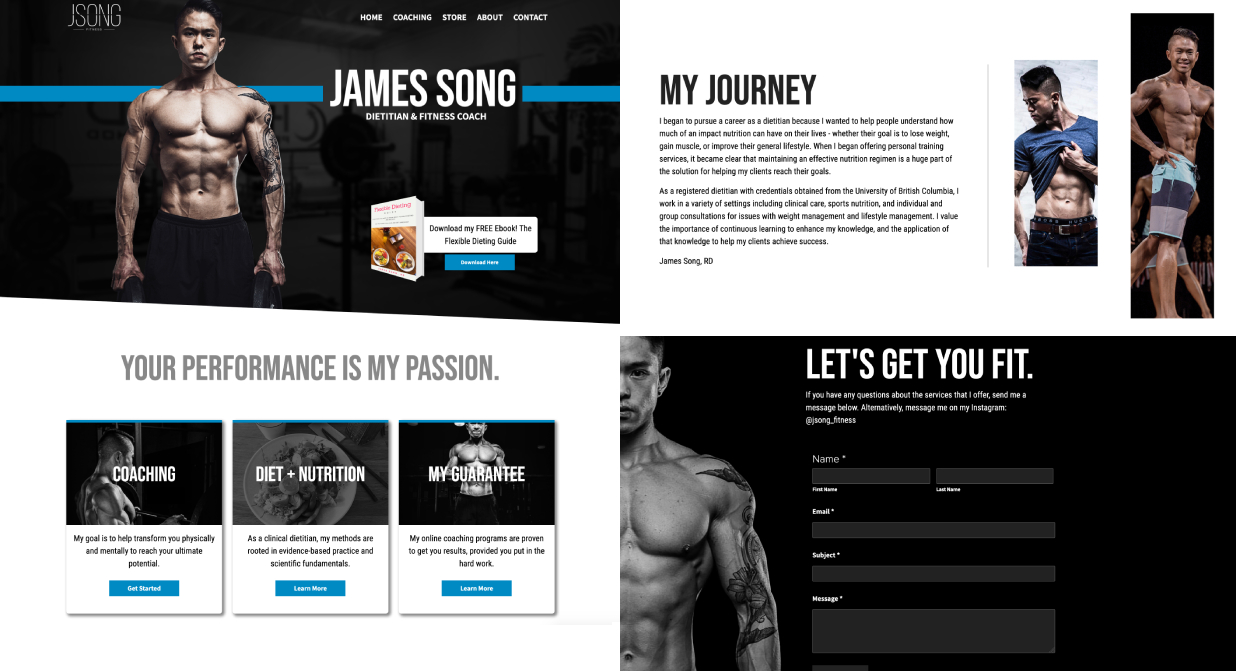 JSONG
FITNESS
HOME COACHING STORE ABOUT CONTACT
JAMES SONG
DIETITIAN & FITNESS COACH
Flexible Dieting
Download my FREE Ebook! The
Flexible Dieting Guide
Download Here
YOUR PERFORMANCE IS MY PASSION.
COACHING
My goal is to help transform you physically
and mentally to reach your ultimate
potential.
Get Started
DIET + NUTRITION
As a clinical dietitian, my methods are
rooted in evidence-based practice and
scientific fundamentals.
Learn More
MY GUARANTEE
My online coaching programs are proven
to get you results, provided you put in the
hard work.
Learn More
MY JOURNEY
I began to pursue a career as a dietitian because I wanted to help people understand how
much of an impact nutrition can have on their lives - whether their goal is to lose weight,
gain muscle, or improve their general lifestyle. When I began offering personal training
services, it became clear that maintaining an effective nutrition regimen is a huge part of
the solution for helping my clients reach their goals.
As a registered dietitian with credentials obtained from the University of British Columbia, I
work in a variety of settings including clinical care, sports nutrition, and individual and
group consultations for issues with weight management and lifestyle management. I value
the importance of continuous learning to enhance my knowledge, and the application of
that knowledge to help my clients achieve success.
James Song, RD
LET'S GET YOU FIT.
If you have any questions about the services that I offer, send me a
message below. Alternatively, message me on my Instagram:
@jsong_fitness
Name *
First Name Last Name
Email *
Subject *
Message *